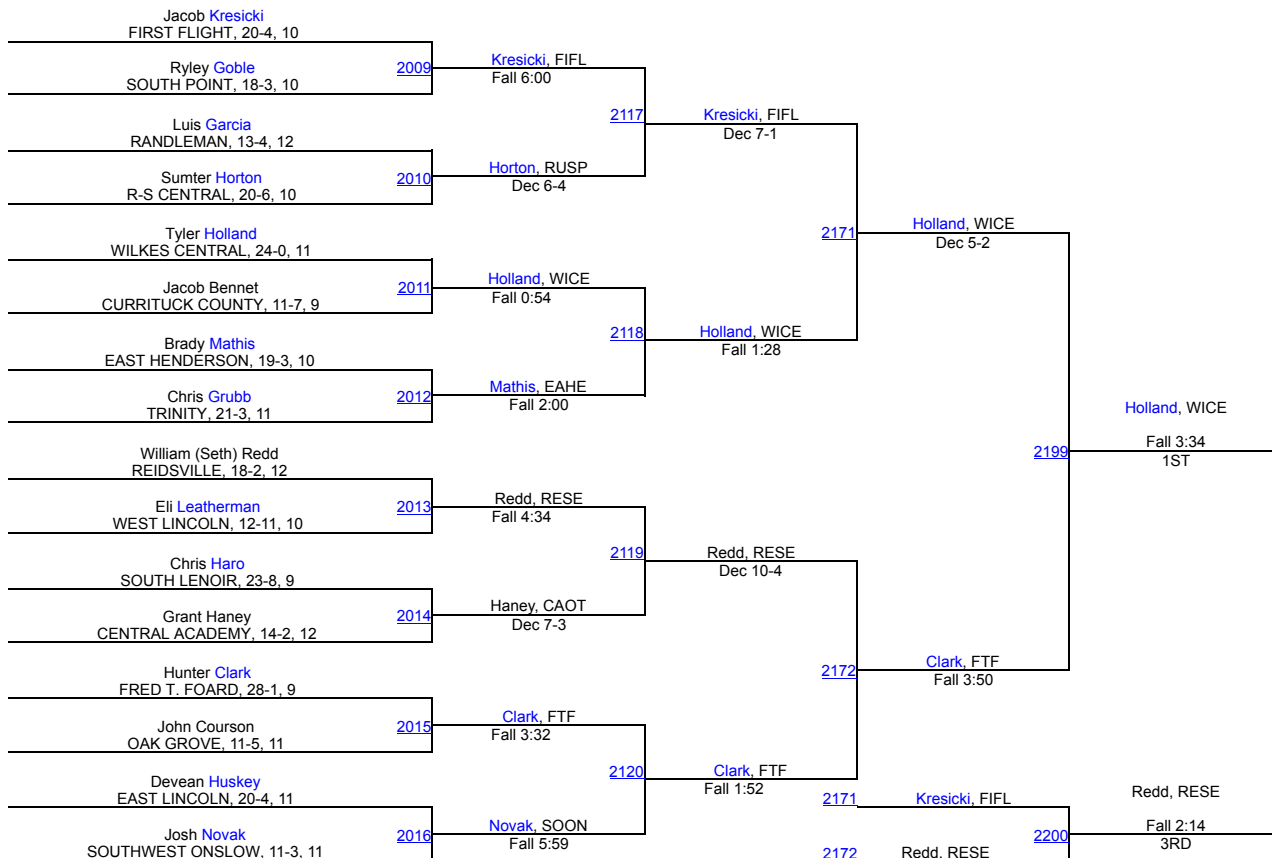 Jacob Kresicki
FIRST FLIGHT, 20-4, 10
Ryley Goble
SOUTH POINT, 18-3, 10
2009
Luis Garcia
RANDLEMAN, 13-4, 12
Sumter Horton
R-S CENTRAL, 20-6, 10
2010
Tyler Holland
WILKES CENTRAL, 24-0, 11
Jacob Bennet
CURRITUCK COUNTY, 11-7, 9
2011
Brady Mathis
EAST HENDERSON, 19-3, 10
Chris Grubb
TRINITY, 21-3, 11
2012
William (Seth) Redd
REIDSVILLE, 18-2, 12
Eli Leatherman
WEST LINCOLN, 12-11, 10
2013
Chris Haro
SOUTH LENOIR, 23-8, 9
Grant Haney
CENTRAL ACADEMY, 14-2, 12
2014
Hunter Clark
FRED T. FOARD, 28-1, 9
John Courson
OAK GROVE, 11-5, 11
2015
Devean Huskey
EAST LINCOLN, 20-4, 11
Josh Novak
SOUTHWEST ONSLOW, 11-3, 11
2016
Kresicki, FIFL
Fall 6:00
2117
Horton, RUSP
Dec 6-4
Holland, WICE
Fall 0:54
2118
Mathis, EAHE
Fall 2:00
Redd, RESE
Fall 4:34
2119
Haney, CAOT
Dec 7-3
Clark, FTF
Fall 3:32
2120
Novak, SOON
Fall 5:59
Kresicki, FIFL
Dec 7-1
2171
Holland, WICE
Fall 1:28
Redd, RESE
Dec 10-4
2172
Clark, FTF
Fall 1:52
Holland, WICE
Dec 5-2
2199
Clark, FTF
Fall 3:50
Holland, WICE
Fall 3:34
1ST
2171
Kresicki, FIFL
2172
Redd, RESE
2200
Redd, RESE
Fall 2:14
3RD